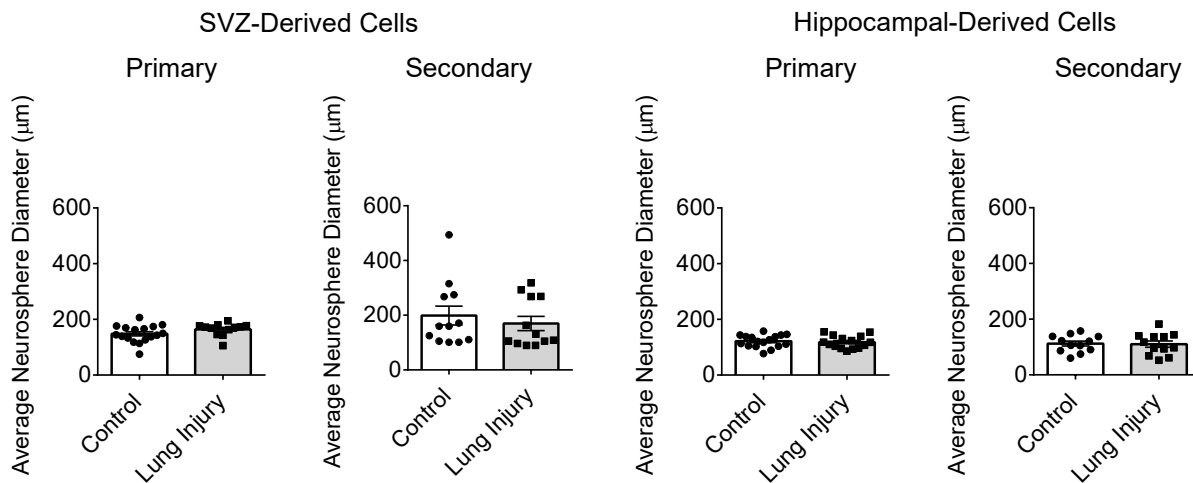 SVZ-Derived Cells
Hippocampal-Derived Cells
Primary
Secondary
Primary
Secondary
Average Neurosphere Diameter (μm)
600
400
200
0
Control
Lung Injury
Average Neurosphere Diameter (μm)
600
400
200
0
Control
Lung Injury
Average Neurosphere Diameter (μm)
600
400
200
0
Control
Lung Injury
Average Neurosphere Diameter (μm)
600
400
200
0
Control
Lung Injury